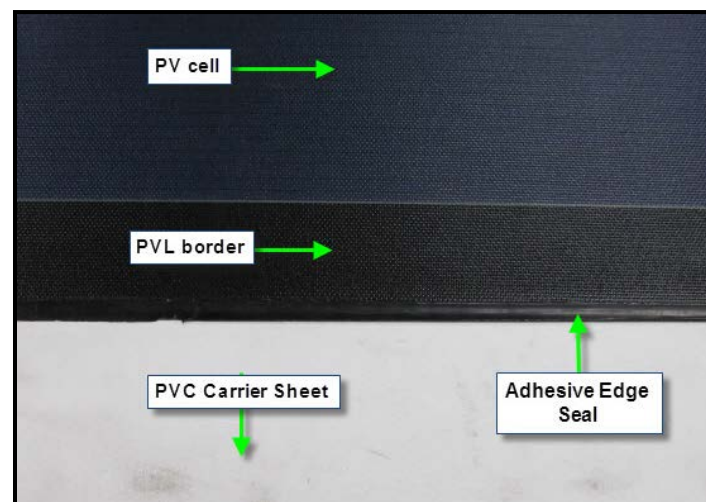 PV cell
PVL border
PVC Carrier Sheet
Adhesive Edge
Seal